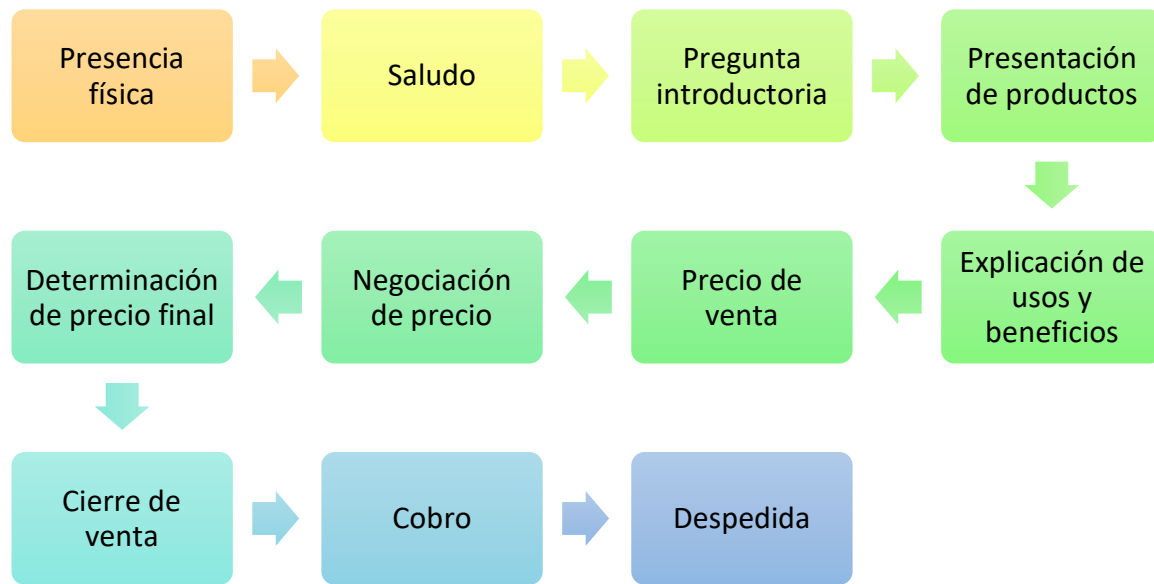 Presencia
física
Saludo
Pregunta
introductoria
Presentación
de productos
Explicación de
usos y
beneficios
Precio de
venta
Negociación
de precio
Determinación
de precio final
Cierre de
venta
Cobro
Despedida